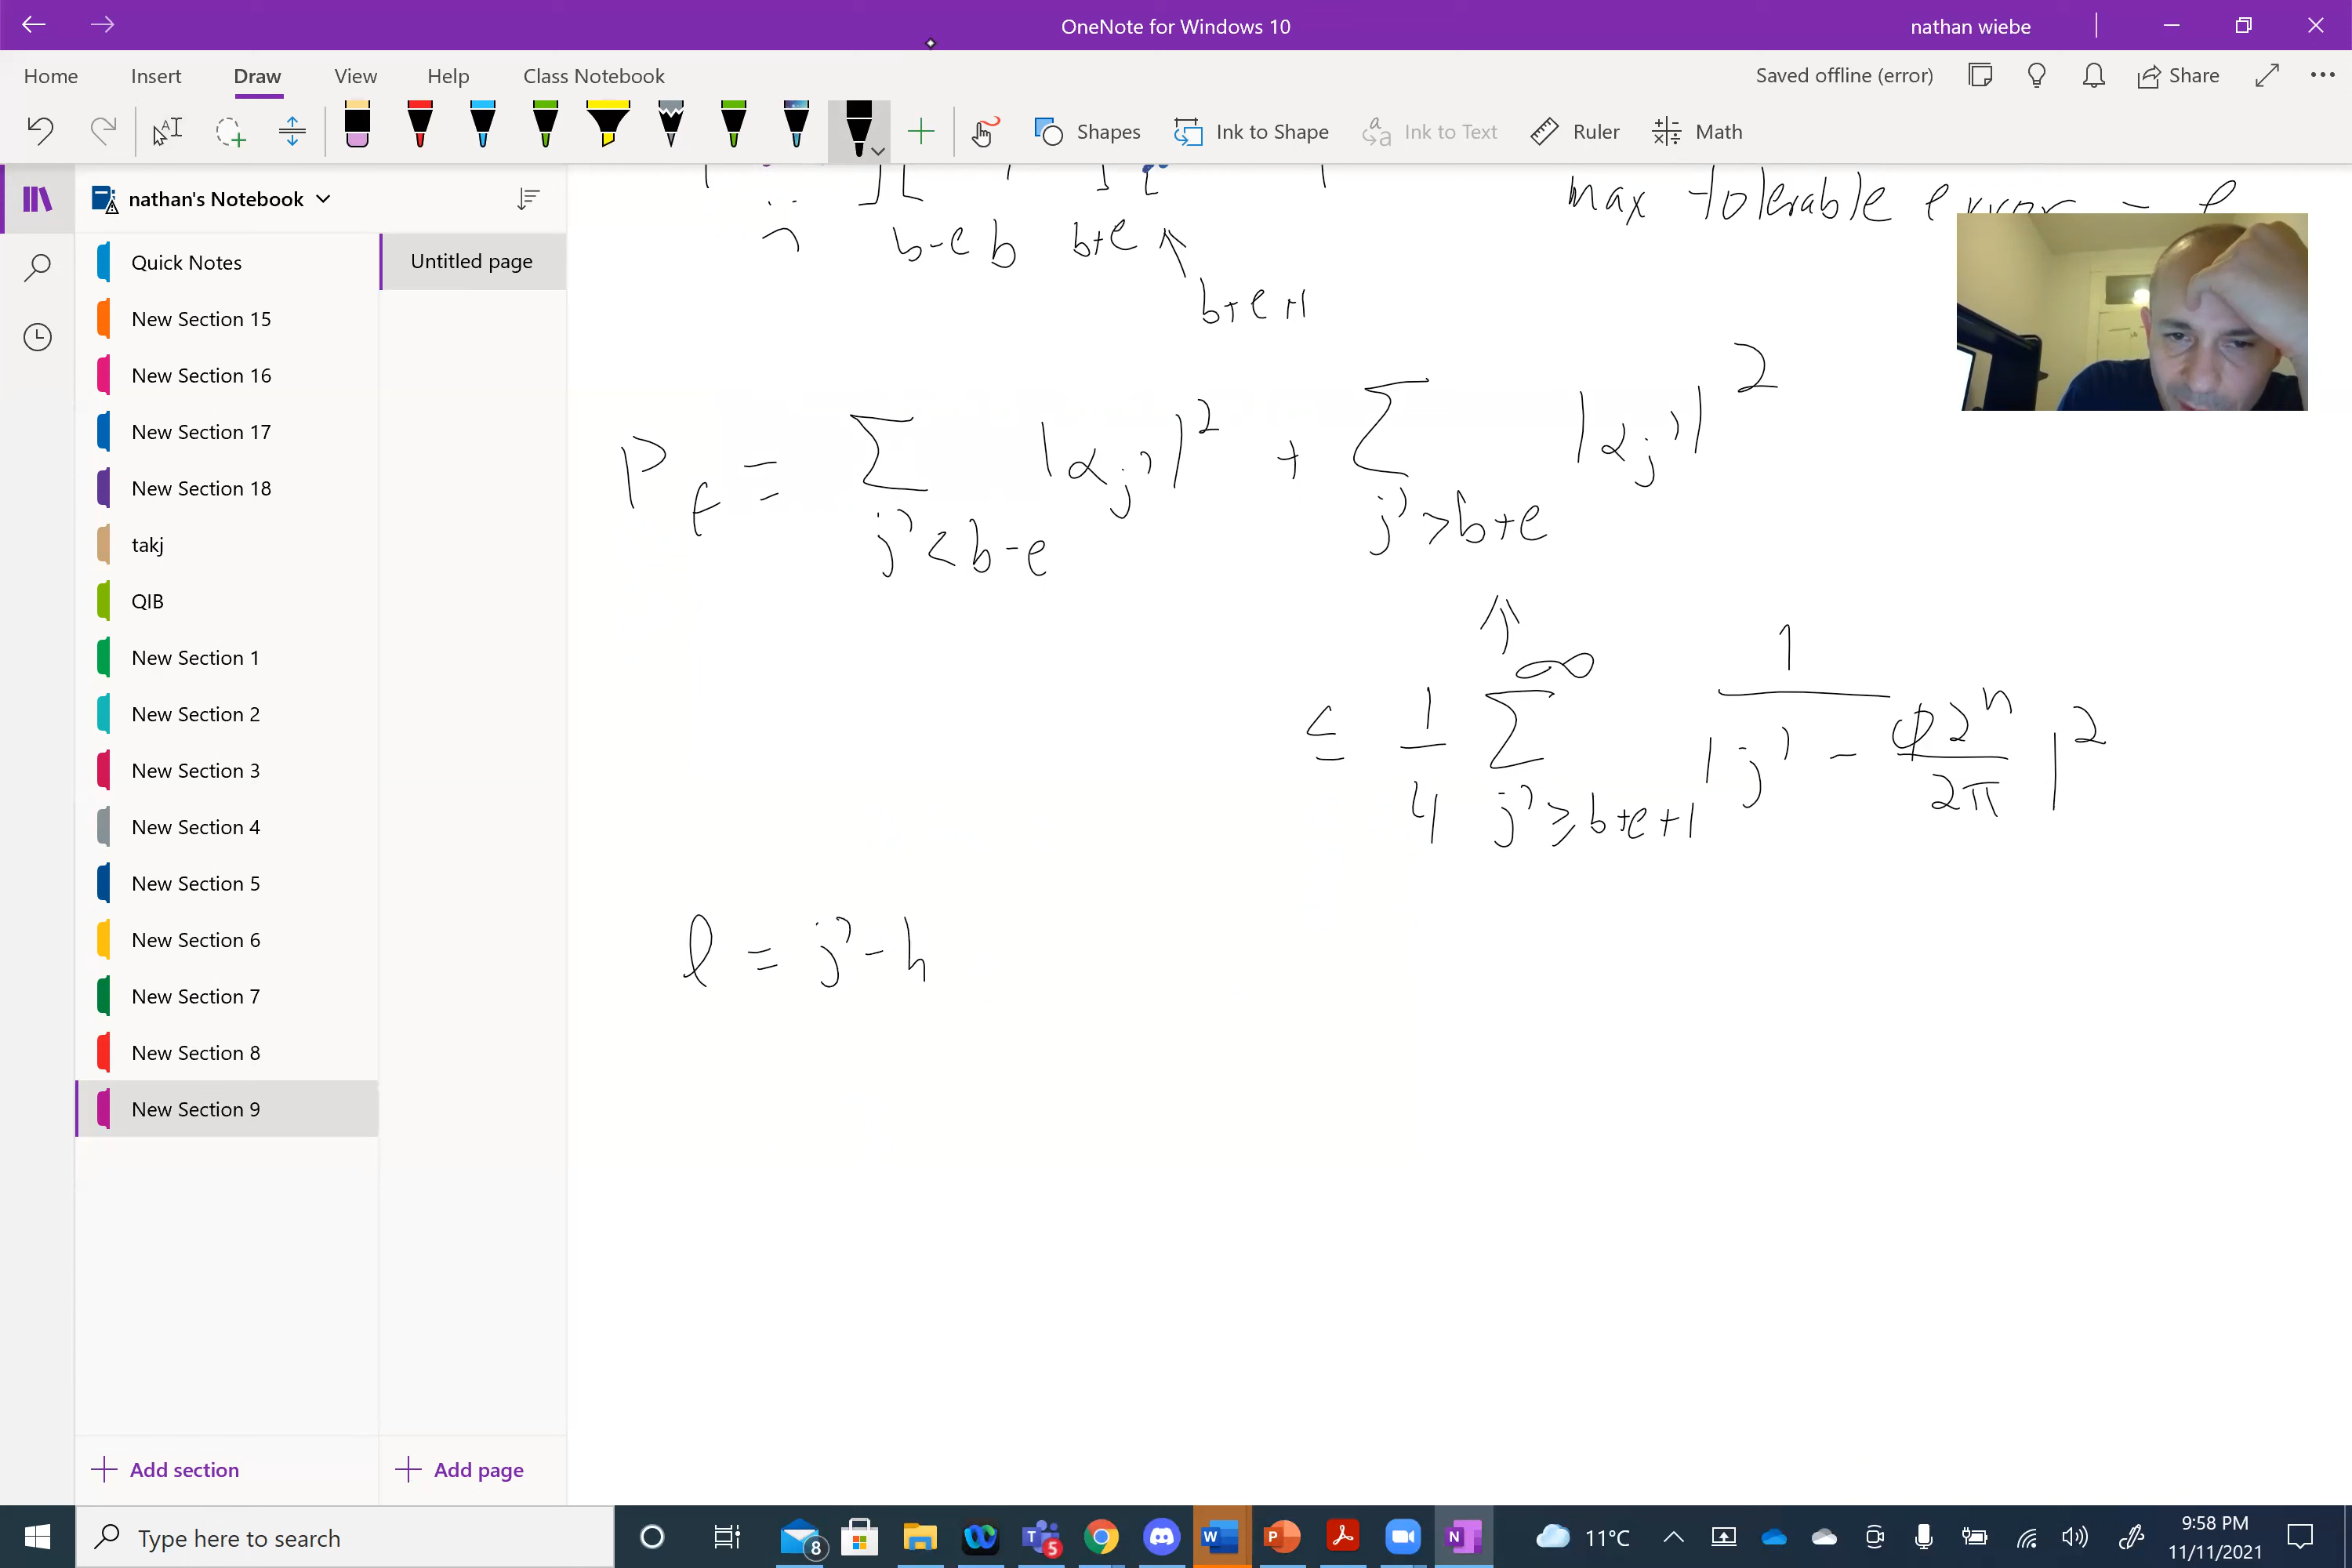 OneNote for Windows 10
nathan wiebe
Home Insert Draw View Help Class Notebook
Saved offline (error) Share
Shapes Ink to Shape Ink to Text Ruler Math
nathan's Notebook
Quick Notes
New Section 15
New Section 16
New Section 17
New Section 18
takj
QIB
New Section 1
New Section 2
New Section 3
New Section 4
New Section 5
New Section 6
New Section 7
New Section 8
New Section 9
Add section
Untitled page
Add page
max tolerable error = e
b-e b b+e
b+e+1
P_f = Σ_{j'<b-e} |α_j'|^2 + Σ_{j'>b+e} |α_j'|^2
⇑
≤ 1/4 Σ_{j'≥b+e+1}^∞ 1/|j' - φ2^n/2π|^2
l = j' - h
Type here to search
8
5
11°C
9:58 PM
11/11/2021